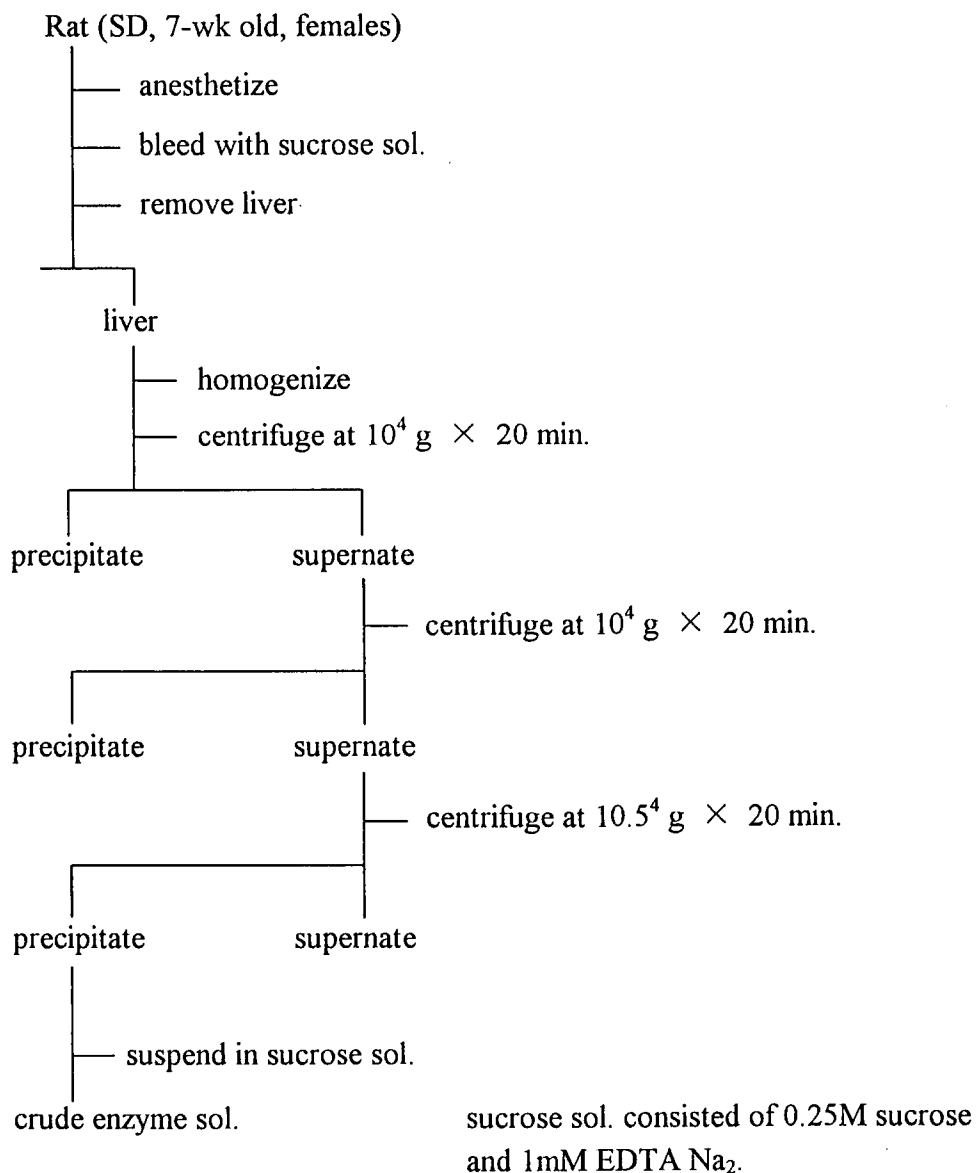 Rat (SD, 7-wk old, females)
anesthetize
bleed with sucrose sol.
remove liver
liver
homogenize
centrifuge at 10⁴ g × 20 min.
precipitate supernate
centrifuge at 10⁴ g × 20 min.
precipitate supernate
centrifuge at 10.5⁴ g × 20 min.
precipitate supernate
suspend in sucrose sol.
crude enzyme sol. sucrose sol. consisted of 0.25M sucrose
and 1mM EDTA Na₂.